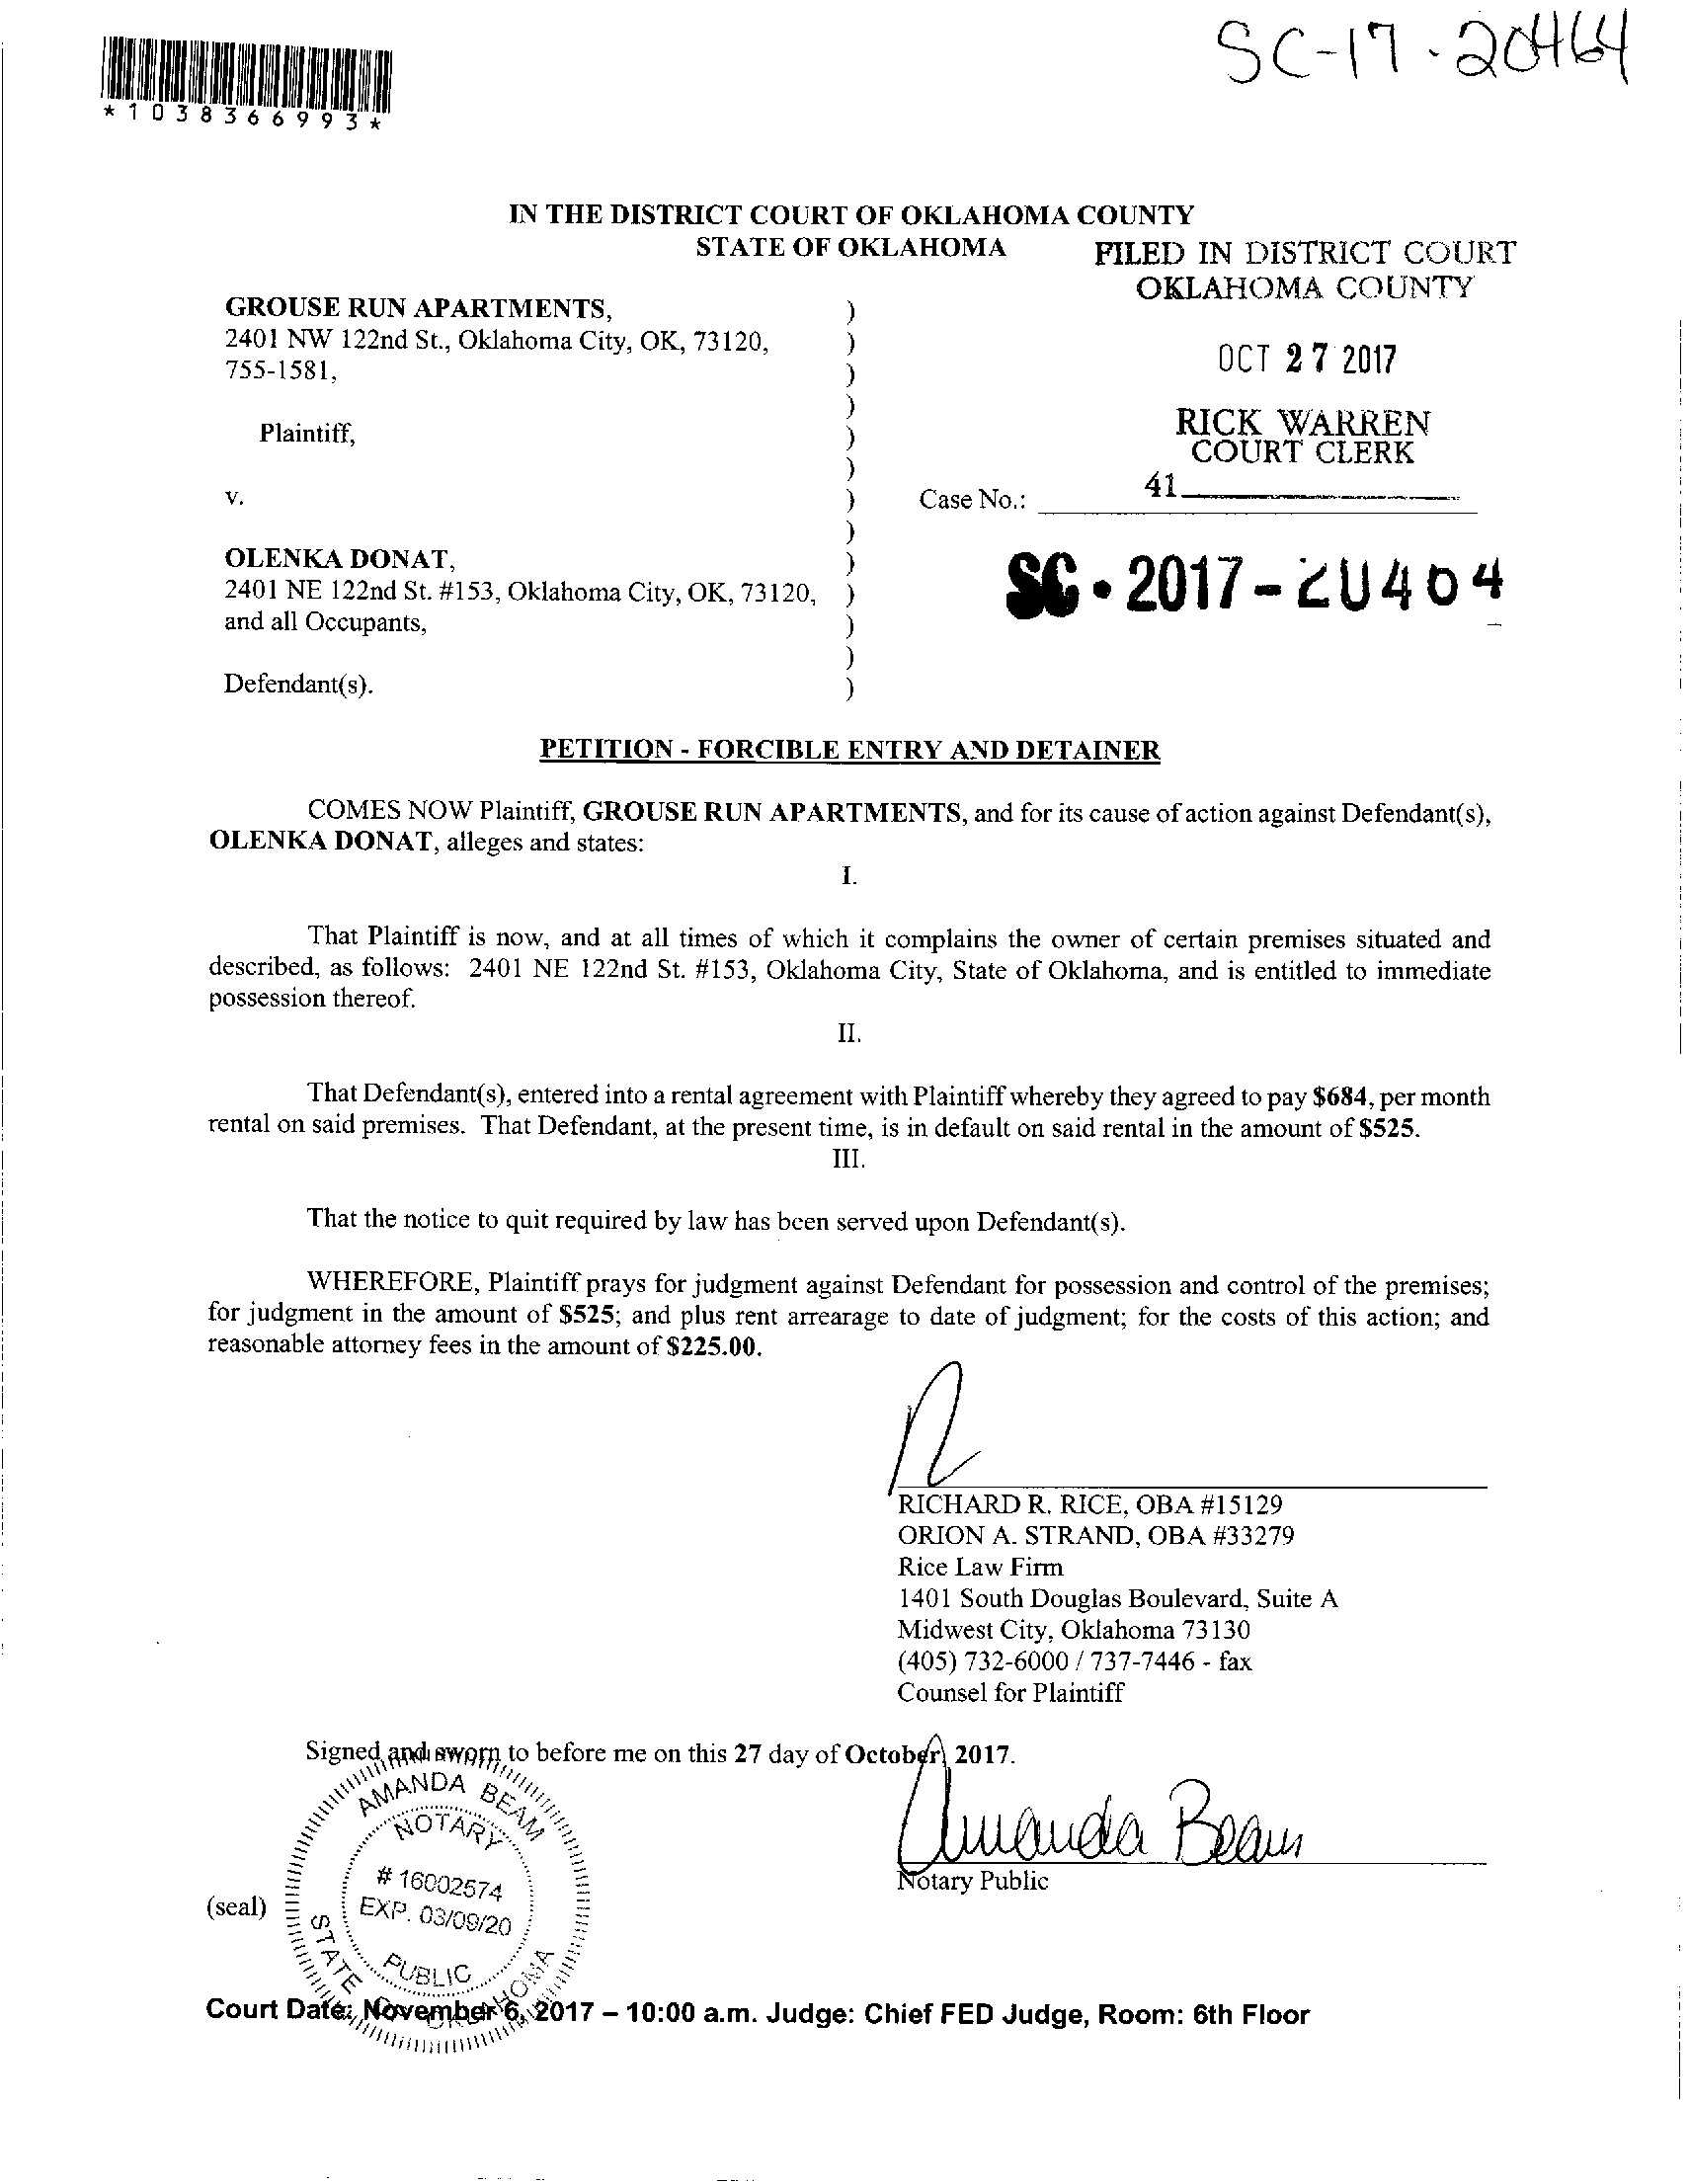 SC-17-20464
*1038366993*
IN THE DISTRICT COURT OF OKLAHOMA COUNTY
STATE OF OKLAHOMA
FILED IN DISTRICT COURT
OKLAHOMA COUNTY
OCT 27 2017
RICK WARREN
COURT CLERK
41
GROUSE RUN APARTMENTS, )
2401 NW 122nd St., Oklahoma City, OK, 73120, )
755-1581, )
)
Plaintiff, )
)
v. ) Case No.:
)
OLENKA DONAT, )
2401 NE 122nd St. #153, Oklahoma City, OK, 73120, )
and all Occupants, )
)
Defendant(s). )
SC-2017-20404
PETITION - FORCIBLE ENTRY AND DETAINER
COMES NOW Plaintiff, GROUSE RUN APARTMENTS, and for its cause of action against Defendant(s),
OLENKA DONAT, alleges and states:
I.
That Plaintiff is now, and at all times of which it complains the owner of certain premises situated and
described, as follows: 2401 NE 122nd St. #153, Oklahoma City, State of Oklahoma, and is entitled to immediate
possession thereof.
II.
That Defendant(s), entered into a rental agreement with Plaintiff whereby they agreed to pay $684, per month
rental on said premises. That Defendant, at the present time, is in default on said rental in the amount of $525.
III.
That the notice to quit required by law has been served upon Defendant(s).
WHEREFORE, Plaintiff prays for judgment against Defendant for possession and control of the premises;
for judgment in the amount of $525; and plus rent arrearage to date of judgment; for the costs of this action; and
reasonable attorney fees in the amount of $225.00.
RICHARD R. RICE, OBA #15129
ORION A. STRAND, OBA #33279
Rice Law Firm
1401 South Douglas Boulevard, Suite A
Midwest City, Oklahoma 73130
(405) 732-6000 / 737-7446 - fax
Counsel for Plaintiff
Signed and sworn to before me on this 27 day of October, 2017.
Amanda Beam
Notary Public
(seal)
AMANDA BEAM
NOTARY
# 16002574
EXP. 03/09/20
PUBLIC
STATE OF OKLAHOMA
Court Date: November 6, 2017 – 10:00 a.m. Judge: Chief FED Judge, Room: 6th Floor